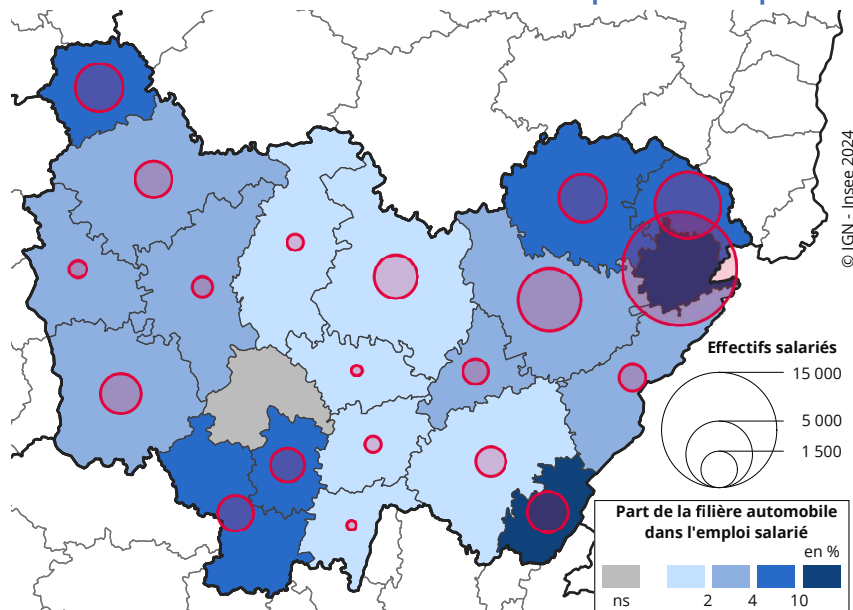 © IGN - Insee 2024
Effectifs salariés
15 000
5 000
1 500
Part de la filière automobile
dans l'emploi salarié
en %
ns
2
4
10